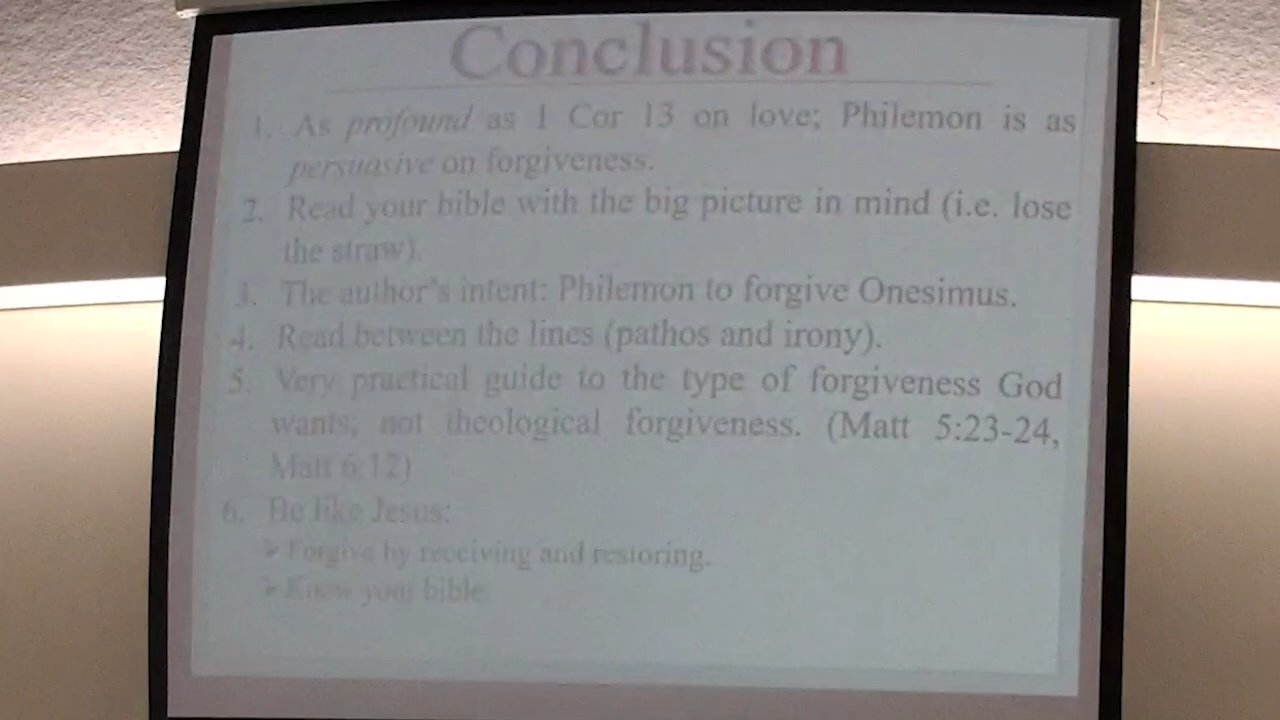 Conclusion
1. As profound as 1 Cor 13 on love; Philemon is as
persuasive on forgiveness.
2. Read your bible with the big picture in mind (i.e. lose
the straw).
3. The author's intent: Philemon to forgive Onesimus.
4. Read between the lines (pathos and irony).
5. Very practical guide to the type of forgiveness God
wants; not theological forgiveness. (Matt 5:23-24,
Matt 6:12)
6. Be like Jesus:
➢ Forgive by receiving and restoring.
➢ Know your bible